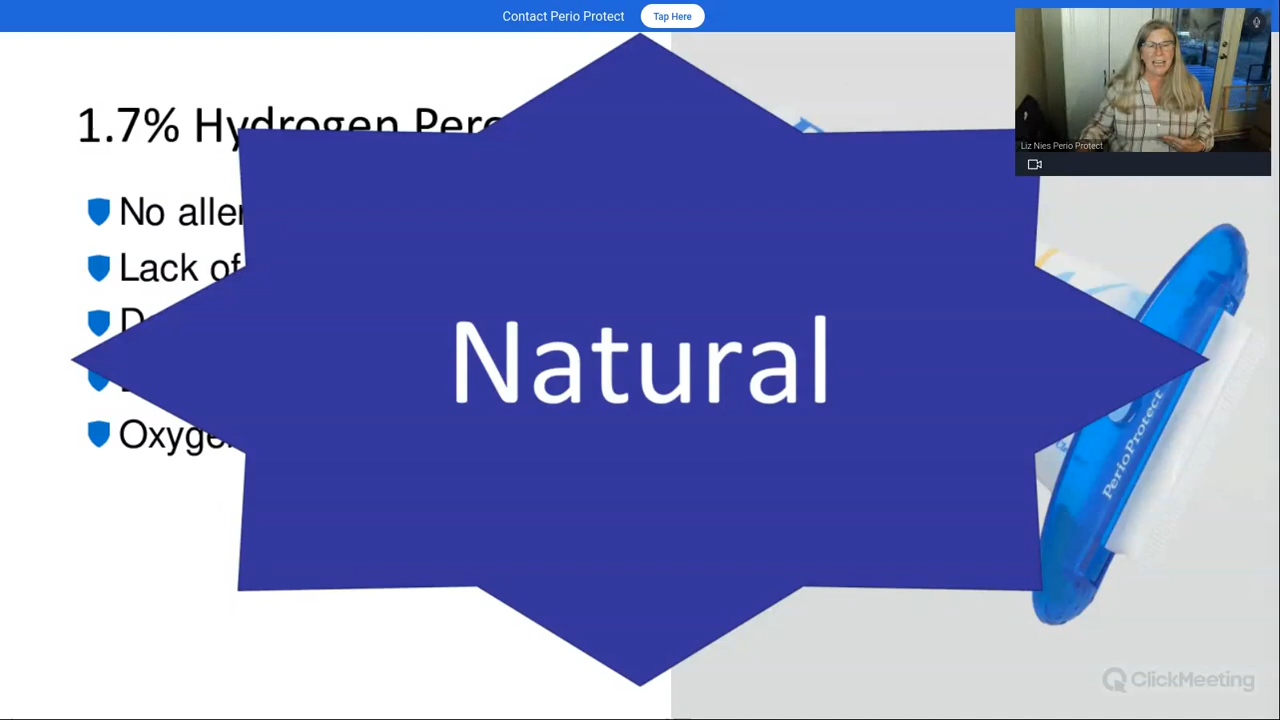 Contact Perio Protect Tap Here
Liz Nies Perio Protect
1.7% Hydrogen Pero
No aller
Lack of
Natural
Oxyge
PerioProtect
ClickMeeting